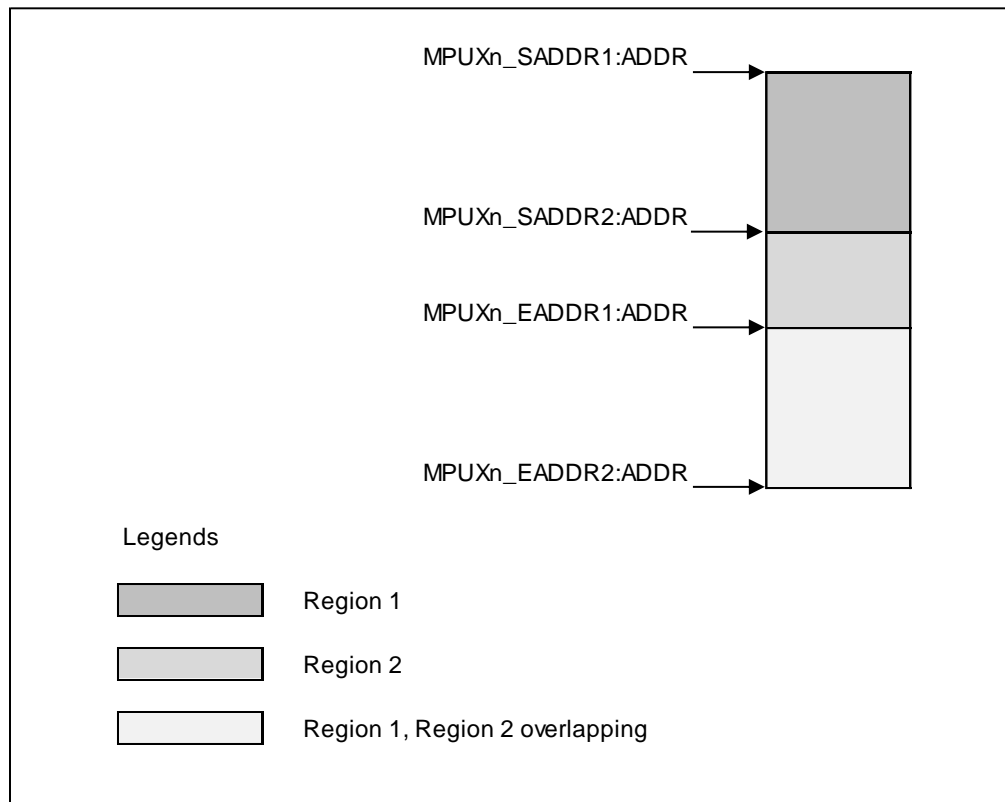 MPUXn_SADDR1:ADDR
MPUXn_SADDR2:ADDR
MPUXn_EADDR1:ADDR
MPUXn_EADDR2:ADDR
Legends
Region 1
Region 2
Region 1, Region 2 overlapping